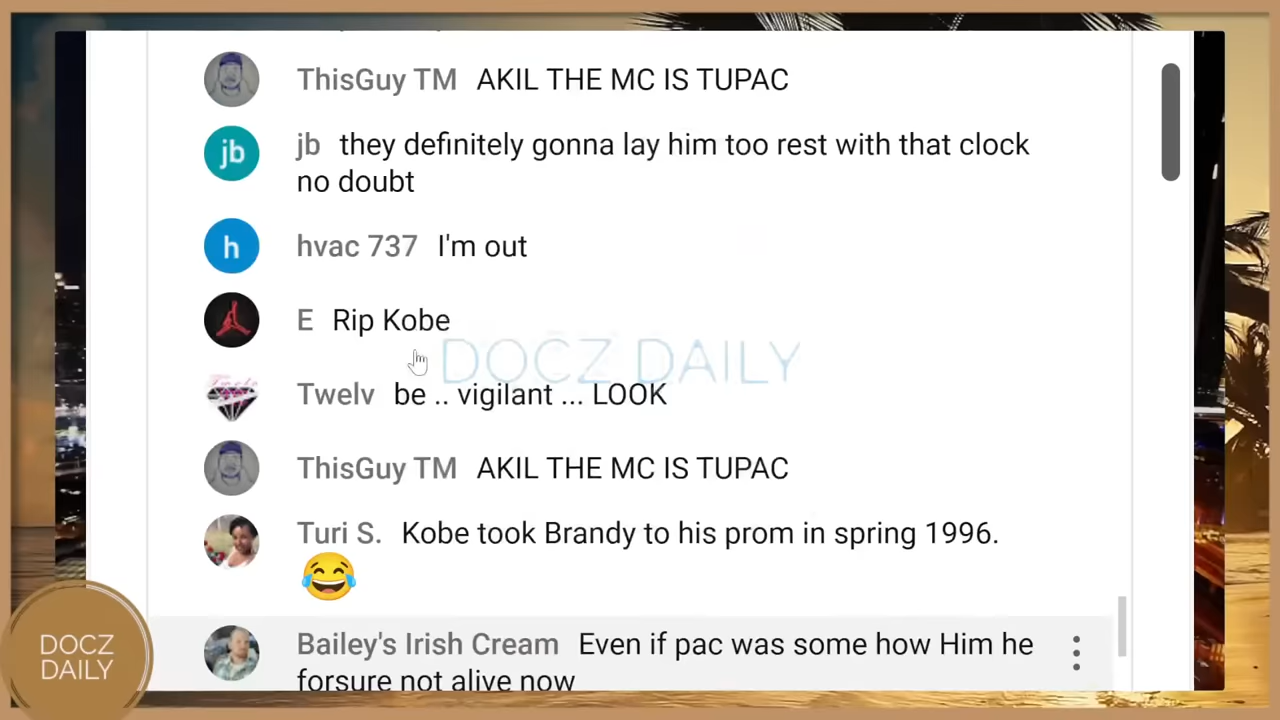 ThisGuy TM AKIL THE MC IS TUPAC
jb jb they definitely gonna lay him too rest with that clock
no doubt
h hvac 737 I'm out
E Rip Kobe
DOCZ DAILY
Twelv be .. vigilant ... LOOK
ThisGuy TM AKIL THE MC IS TUPAC
Turi S. Kobe took Brandy to his prom in spring 1996.
😂
Bailey's Irish Cream Even if pac was some how Him he
forsure not alive now
DOCZ
DAILY